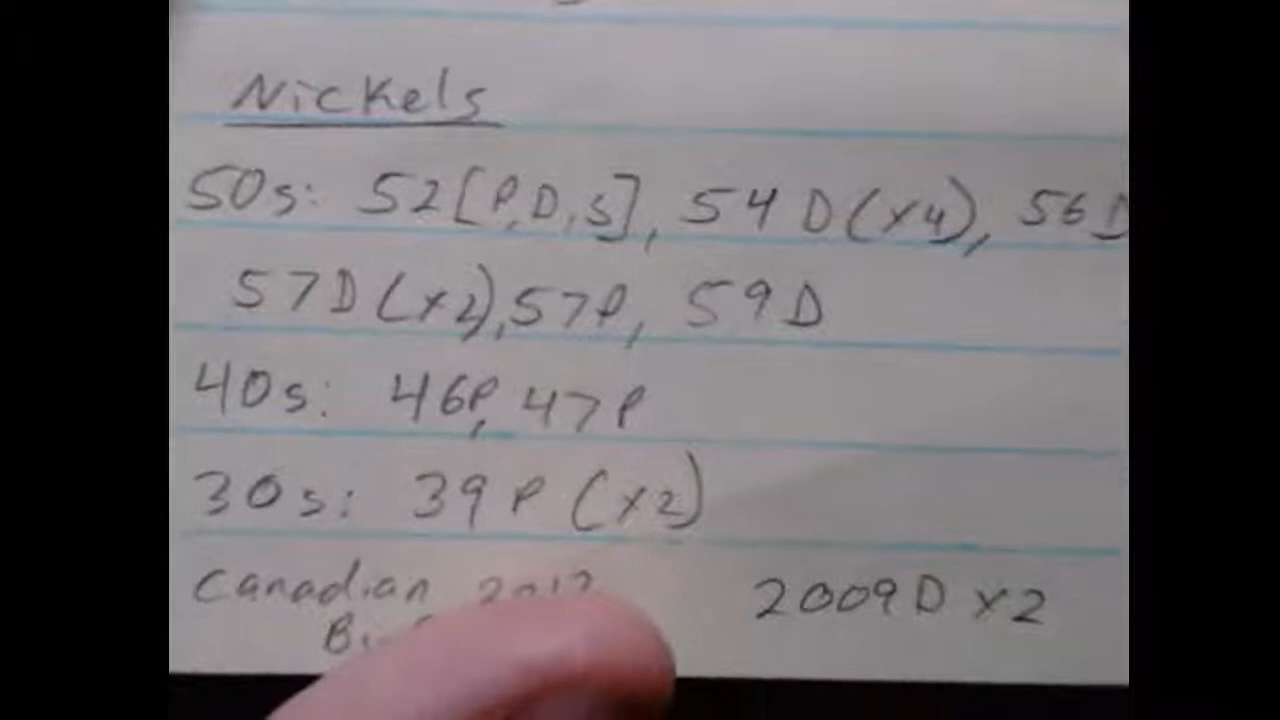 Nickels
50s: 52[P,D,S], 54D(x4), 56D
57D(x2), 57P, 59D
40s: 46P, 47P
30s: 39P (x2)
Canadian 2009D x2